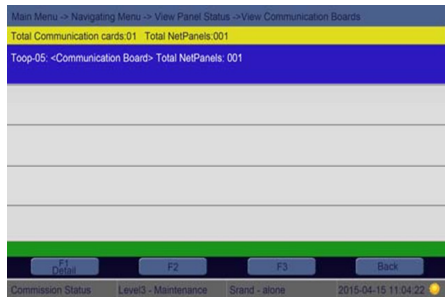 Main Menu -> Navigating Menu -> View Panel Status ->View Communication Boards
Total Communication cards:01 Total NetPanels:001
Toop-05: <Communication Board> Total NetPanels: 001
F1
Detail
F2
F3
Back
Commission Status Level3 - Maintenance Srand - alone 2015-04-15 11:04:22